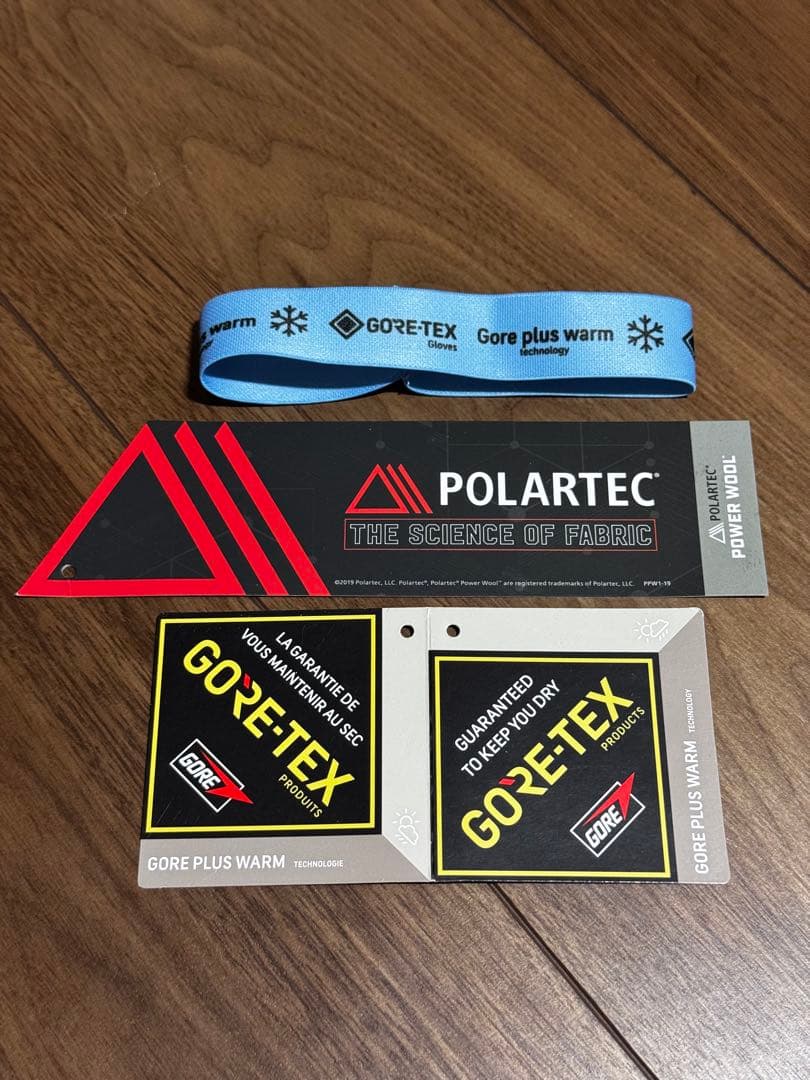 warm
GORE-TEX
Gloves
Gore plus warm
technology
POLARTEC®
THE SCIENCE OF FABRIC
©2019 Polartec, LLC. Polartec®, Polartec® Power Wool™ are registered trademarks of Polartec, LLC. PPW1-19
POLARTEC®
POWER WOOL™
LA GARANTIE DE
VOUS MAINTENIR AU SEC
GORE-TEX
PRODUITS
GORE
GORE PLUS WARM TECHNOLOGIE
GUARANTEED
TO KEEP YOU DRY
GORE-TEX
PRODUCTS
GORE
GORE PLUS WARM TECHNOLOGY